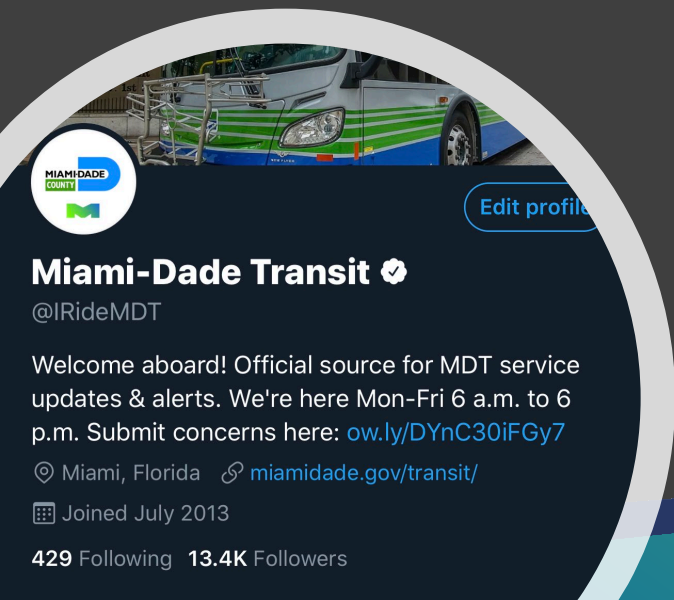 1st
MIAMI-DADE
COUNTY
Edit profile
Miami-Dade Transit
@IRideMDT
Welcome aboard! Official source for MDT service
updates & alerts. We're here Mon-Fri 6 a.m. to 6
p.m. Submit concerns here: ow.ly/DYnC30iFGy7
Miami, Florida miamidade.gov/transit/
Joined July 2013
429 Following 13.4K Followers